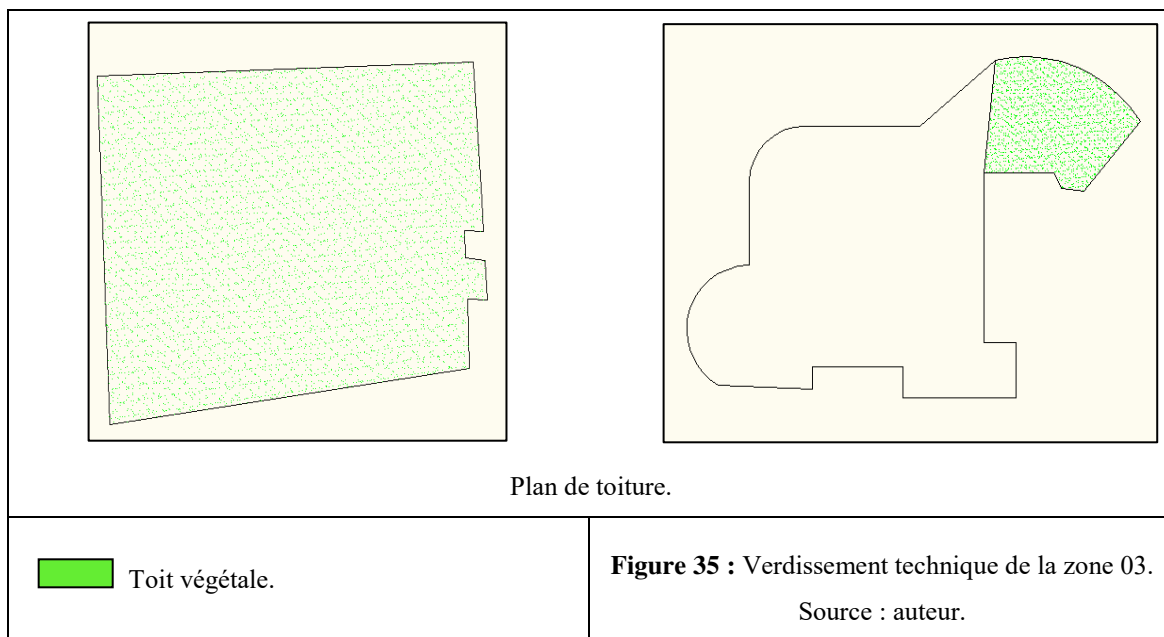 Plan de toiture.
Toit végétale.
Figure 35 : Verdissement technique de la zone 03.
Source : auteur.